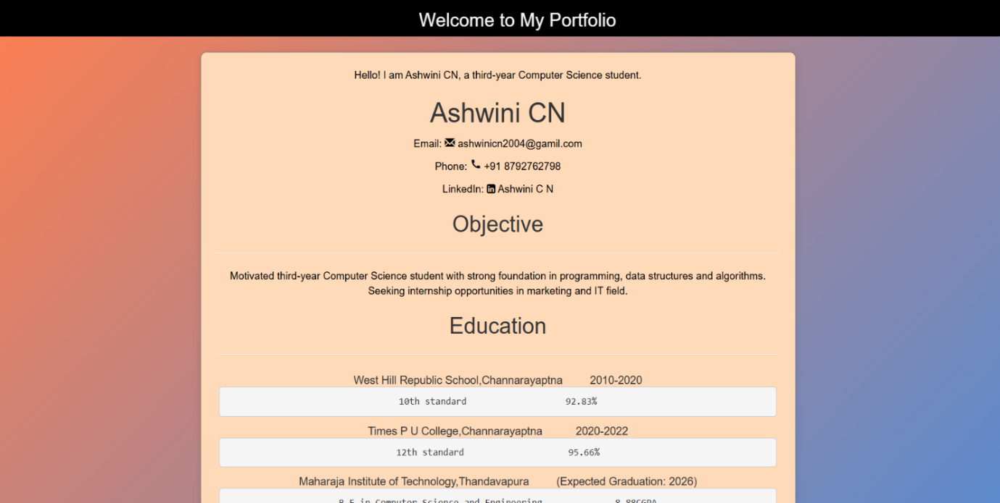 Welcome to My Portfolio
Hello! I am Ashwini CN, a third-year Computer Science student.
Ashwini CN
Email: ashwinicn2004@gamil.com
Phone: +91 8792762798
LinkedIn: Ashwini C N
Objective
Motivated third-year Computer Science student with strong foundation in programming, data structures and algorithms.
Seeking internship opportunities in marketing and IT field.
Education
West Hill Republic School,Channarayaptna 2010-2020
10th standard 92.83%
Times P U College,Channarayaptna 2020-2022
12th standard 95.66%
Maharaja Institute of Technology,Thandavapura (Expected Graduation: 2026)
B.E in Computer Science and Engineering 8.88CGPA